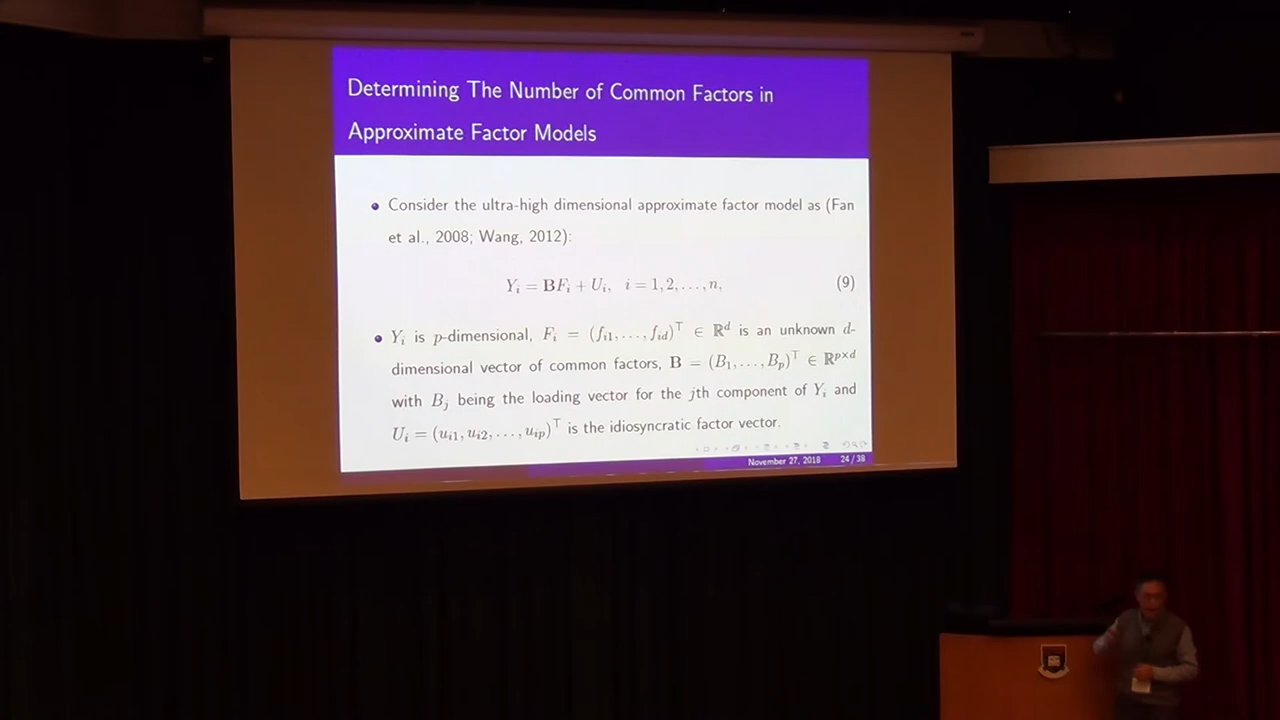 Determining The Number of Common Factors in
Approximate Factor Models
Consider the ultra-high dimensional approximate factor model as (Fan
et al., 2008; Wang, 2012):
Y_i = BF_i + U_i, i = 1, 2, . . . , n, (9)
Y_i is p-dimensional, F_i = (f_{i1}, . . . , f_{id})^⊤ ∈ ℝ^d is an unknown d-
dimensional vector of common factors, B = (B_1, . . . , B_p)^⊤ ∈ ℝ^{p×d}
with B_j being the loading vector for the jth component of Y_i and
U_i = (u_{i1}, u_{i2}, . . . , u_{ip})^⊤ is the idiosyncratic factor vector.
November 27, 2018 24 / 38